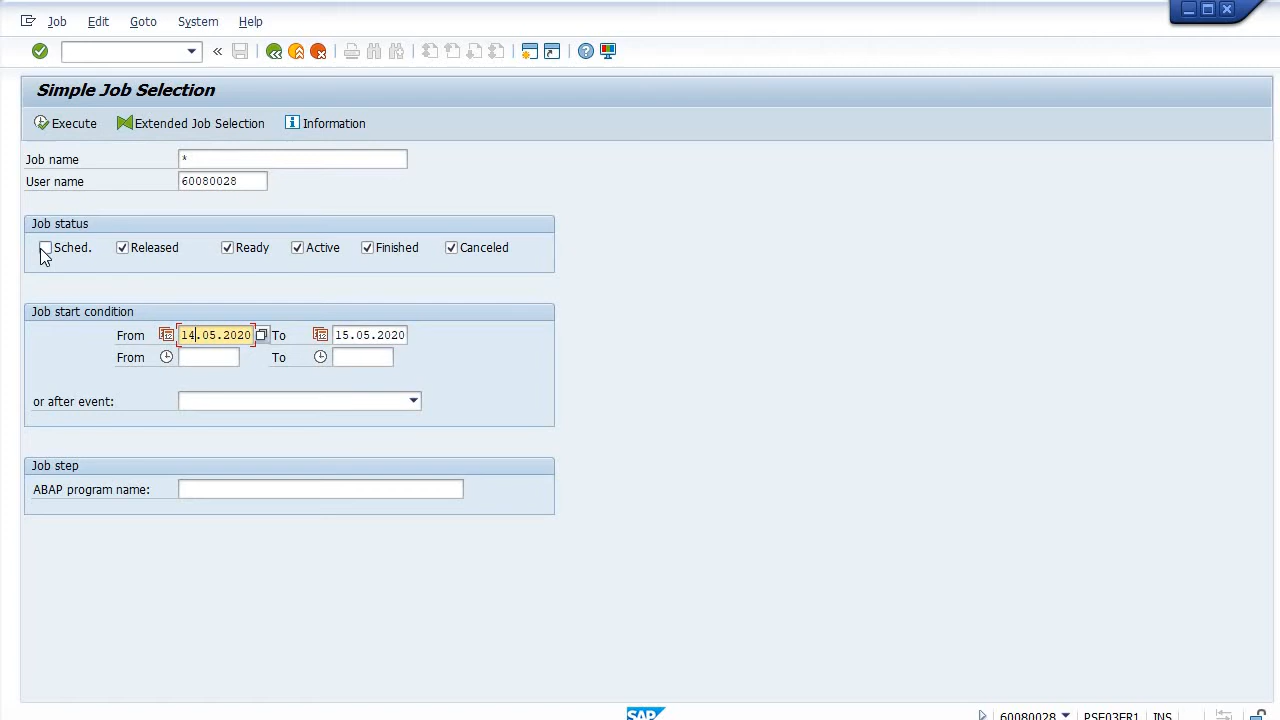 Job Edit Goto System Help
«
Simple Job Selection
Execute Extended Job Selection Information
Job name *
User name 60080028
Job status
Sched. Released Ready Active Finished Canceled
Job start condition
From 14.05.2020 To 15.05.2020
From To
or after event:
Job step
ABAP program name:
SAP 60080028 PSE03ER1 INS